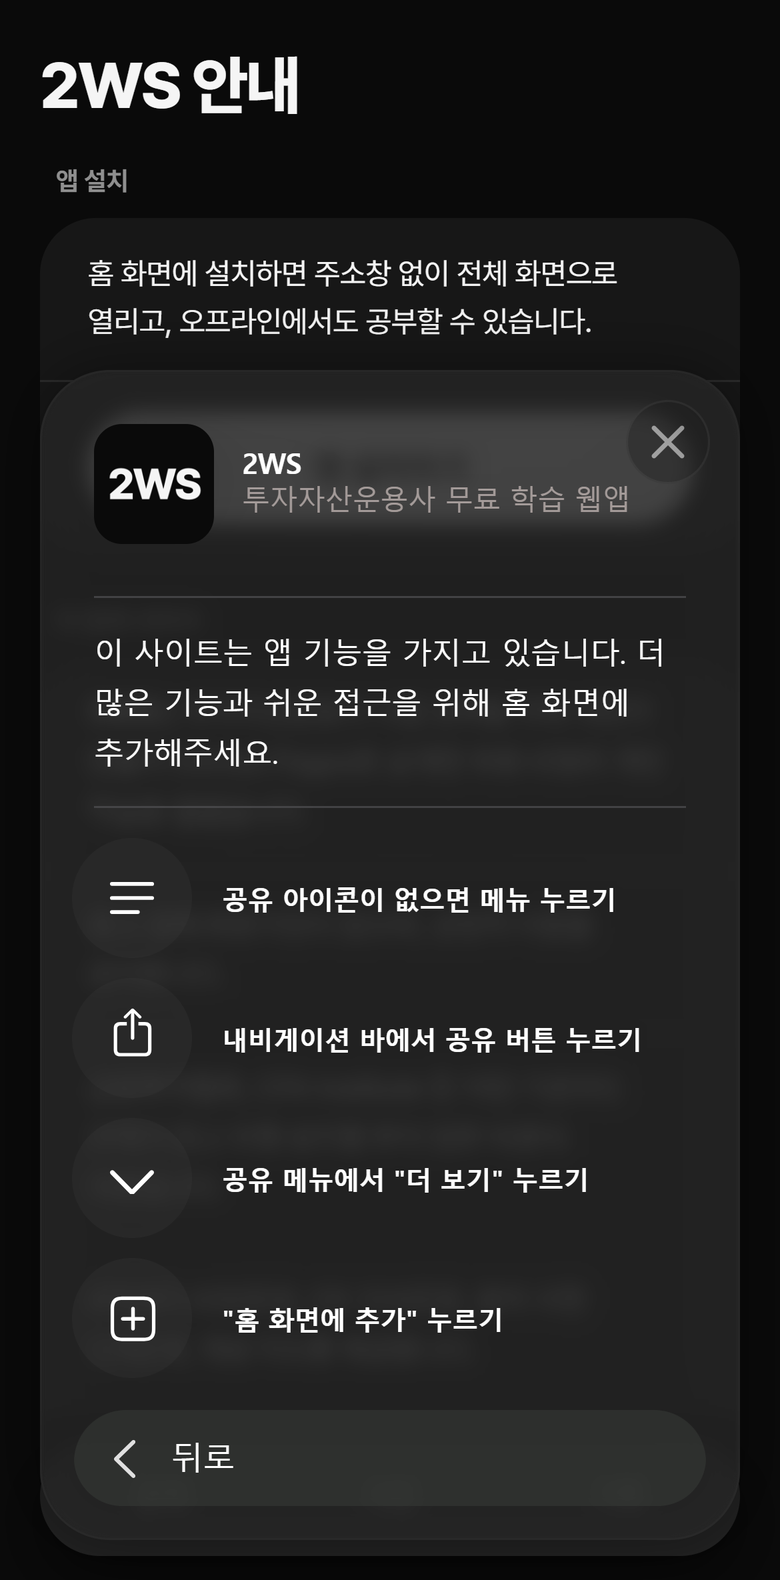 2WS 안내
앱 설치
홈 화면에 설치하면 주소창 없이 전체 화면으로
열리고, 오프라인에서도 공부할 수 있습니다.
2WS
2WS
투자자산운용사 무료 학습 웹앱
이 사이트는 앱 기능을 가지고 있습니다. 더
많은 기능과 쉬운 접근을 위해 홈 화면에
추가해주세요.
공유 아이콘이 없으면 메뉴 누르기
내비게이션 바에서 공유 버튼 누르기
공유 메뉴에서 "더 보기" 누르기
"홈 화면에 추가" 누르기
뒤로